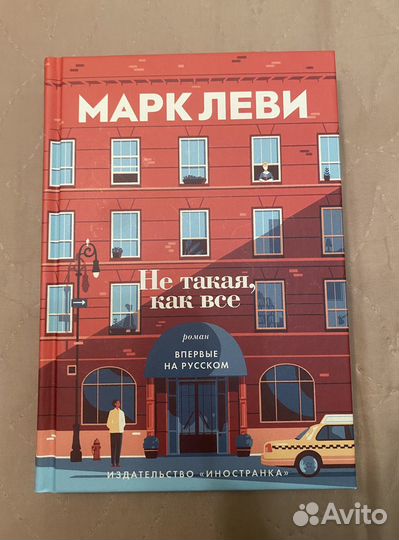 МАРК ЛЕВИ
Не такая,
как все
роман
ВПЕРВЫЕ
НА РУССКОМ
ИЗДАТЕЛЬСТВО «ИНОСТРАНКА»
Avito